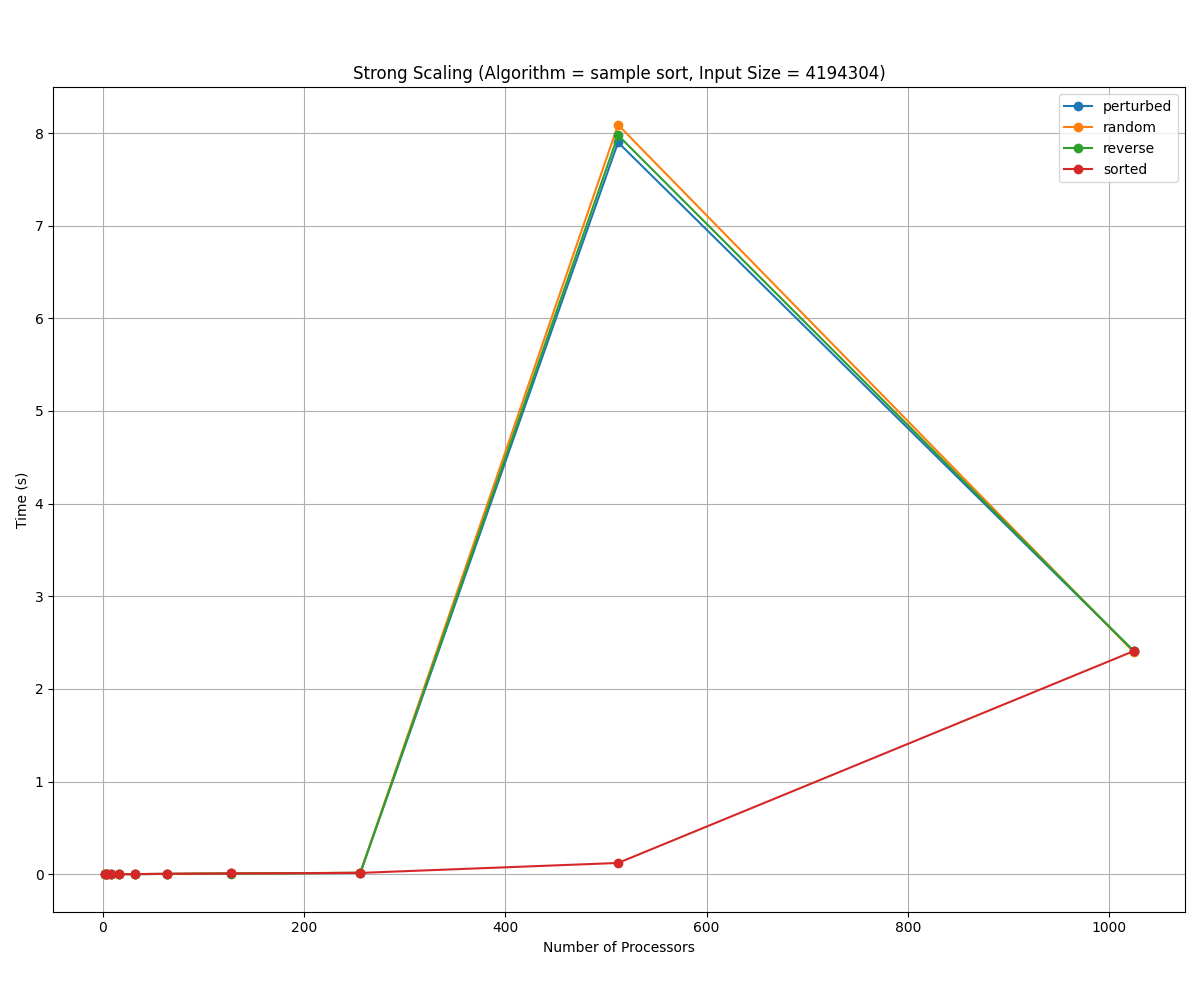 Strong Scaling (Algorithm = sample sort, Input Size = 4194304)
perturbed
random
reverse
sorted
8
7
6
5
4
3
2
1
0
Time (s)
0 200 400 600 800 1000
Number of Processors